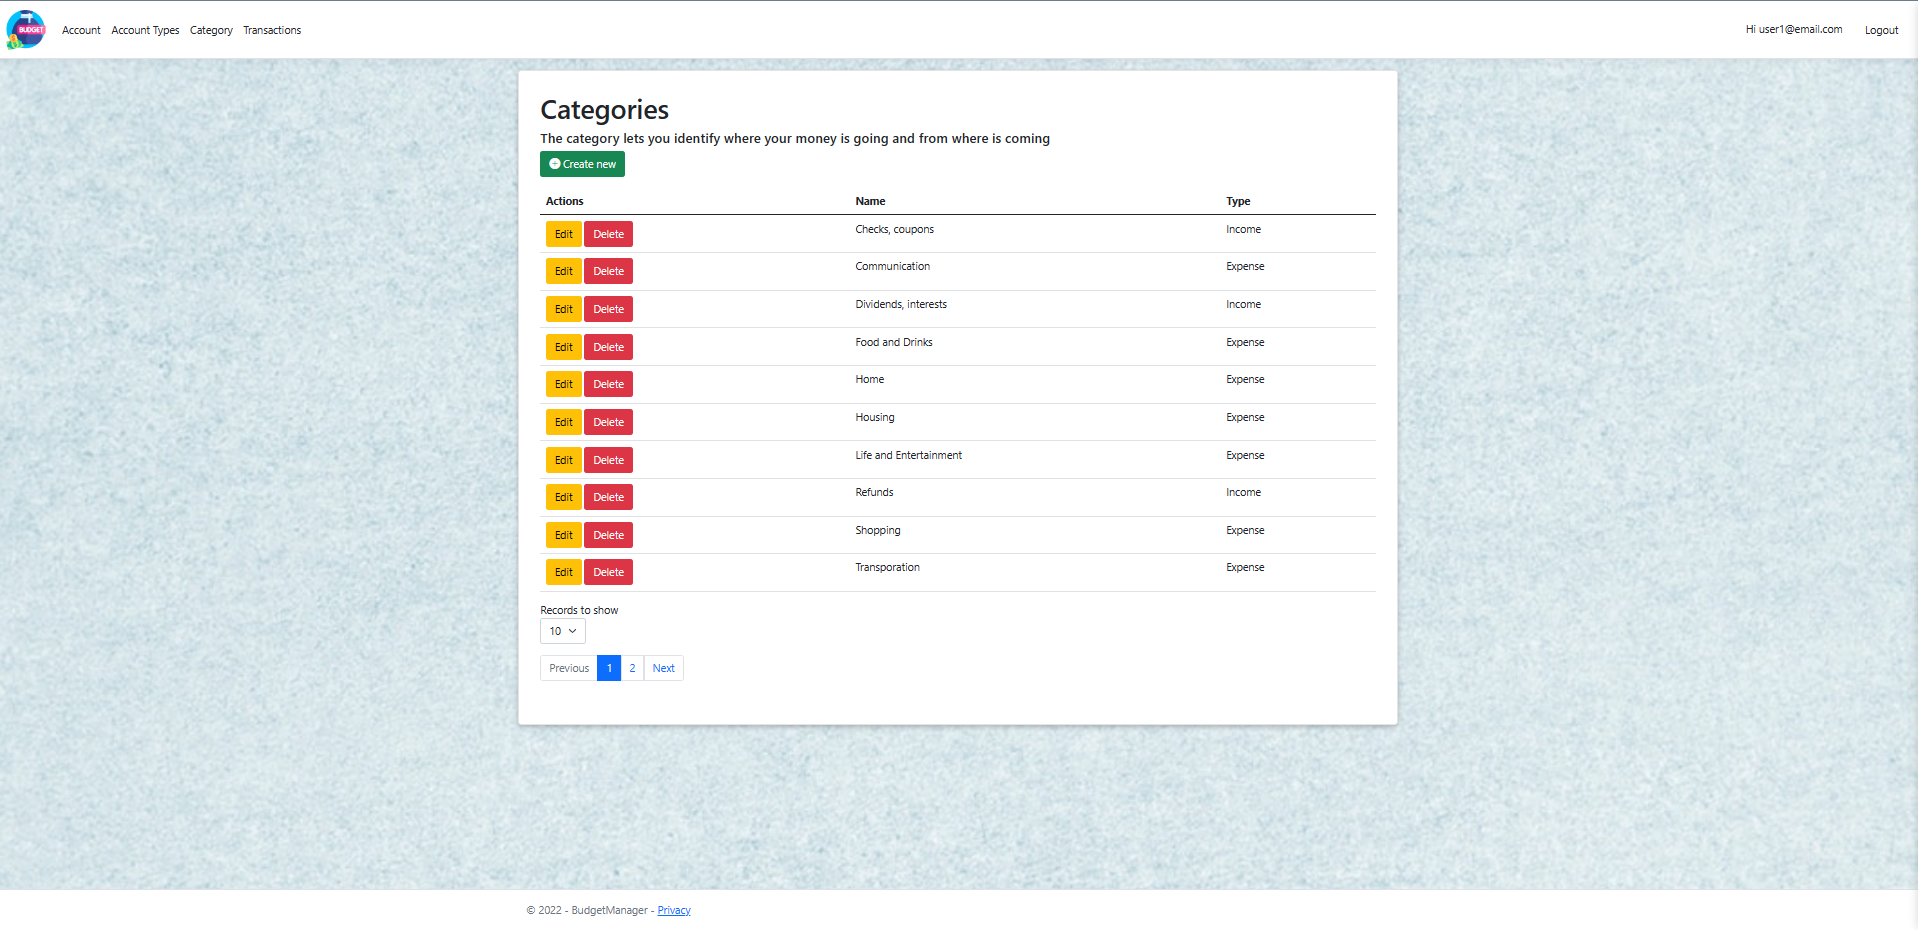 BUDGET
Account Account Types Category Transactions Hi user1@email.com Logout
Categories
The category lets you identify where your money is going and from where is coming
Create new
Actions Name Type
Edit Delete Checks, coupons Income
Edit Delete Communication Expense
Edit Delete Dividends, interests Income
Edit Delete Food and Drinks Expense
Edit Delete Home Expense
Edit Delete Housing Expense
Edit Delete Life and Entertainment Expense
Edit Delete Refunds Income
Edit Delete Shopping Expense
Edit Delete Transporation Expense
Records to show
10
Previous 1 2 Next
© 2022 - BudgetManager - Privacy